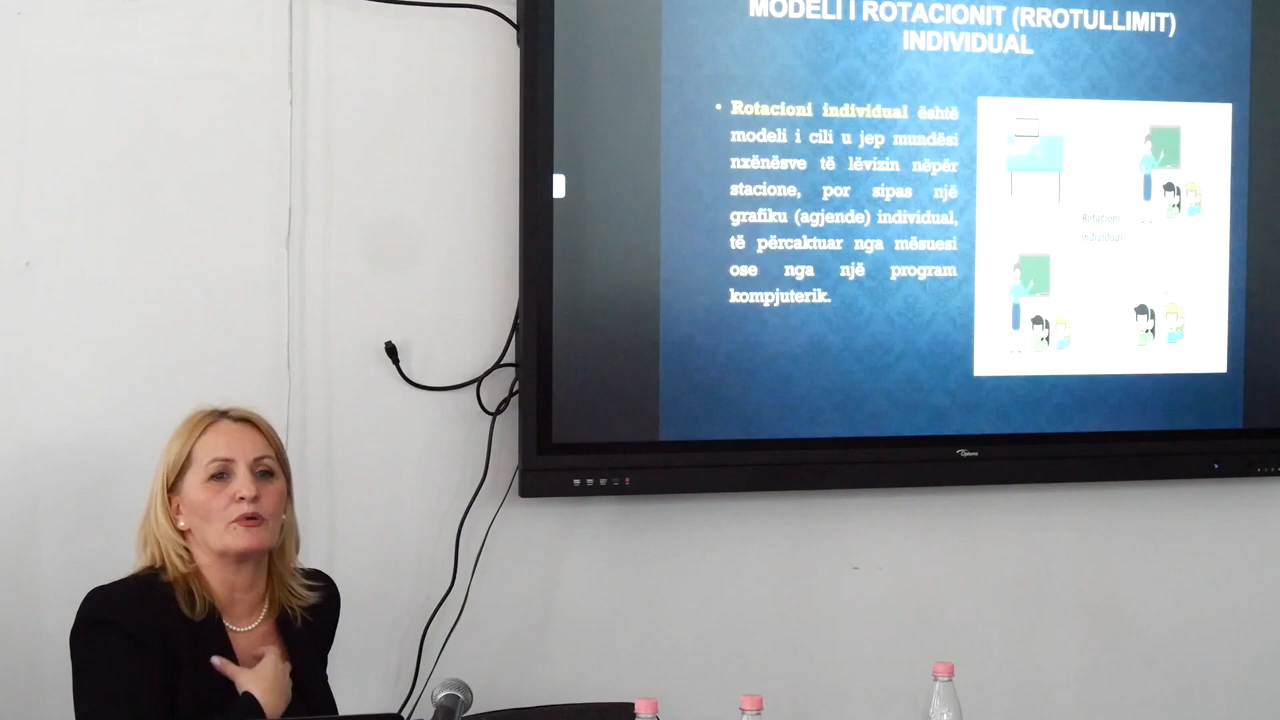 MODELI I ROTACIONIT (RROTULLIMIT)
INDIVIDUAL
• Rotacioni individual është
modeli i cili u jep mundësi
nxënësve të lëvizin nëpër
stacione, por sipas një
grafiku (agjende) individual,
të përcaktuar nga mësuesi
ose nga një program
kompjuterik.
Rotacioni
individual
Optoma